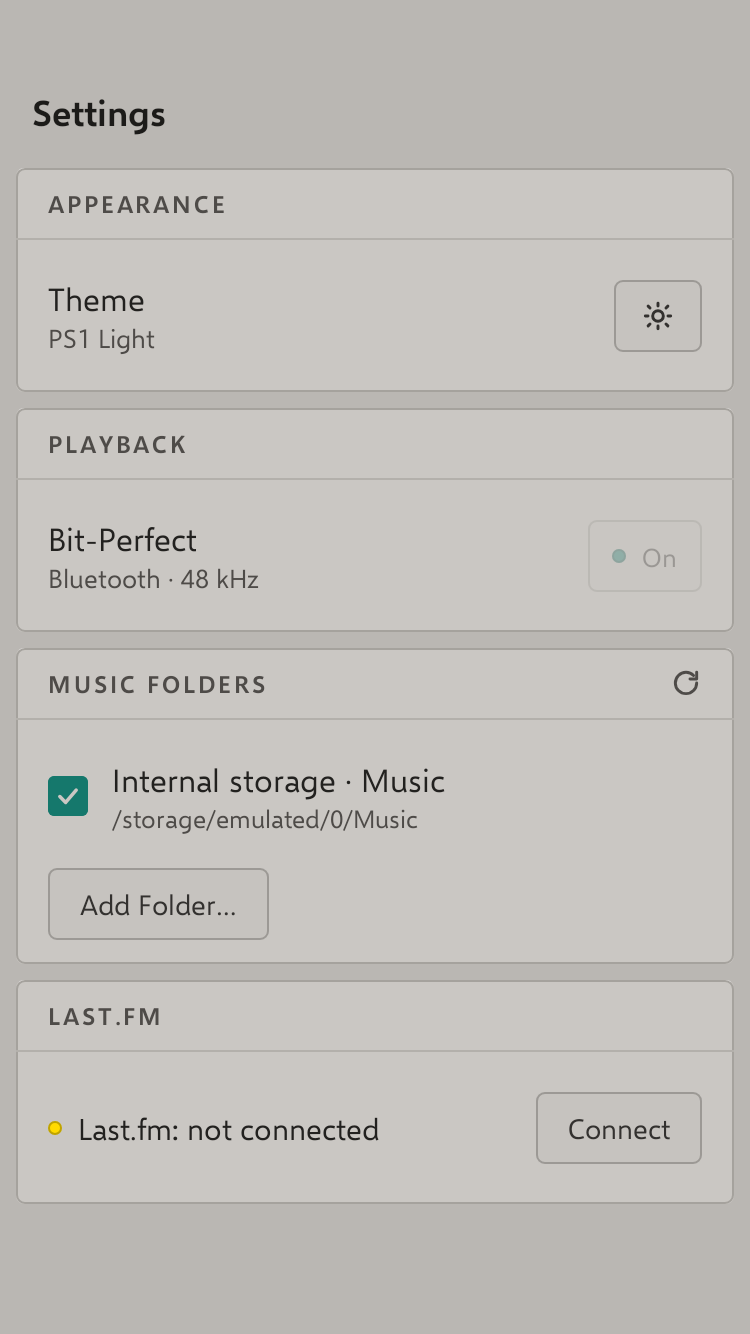 Settings
APPEARANCE
Theme
PS1 Light
PLAYBACK
Bit-Perfect
Bluetooth · 48 kHz
On
MUSIC FOLDERS
Internal storage · Music
/storage/emulated/0/Music
Add Folder...
LAST.FM
Last.fm: not connected
Connect